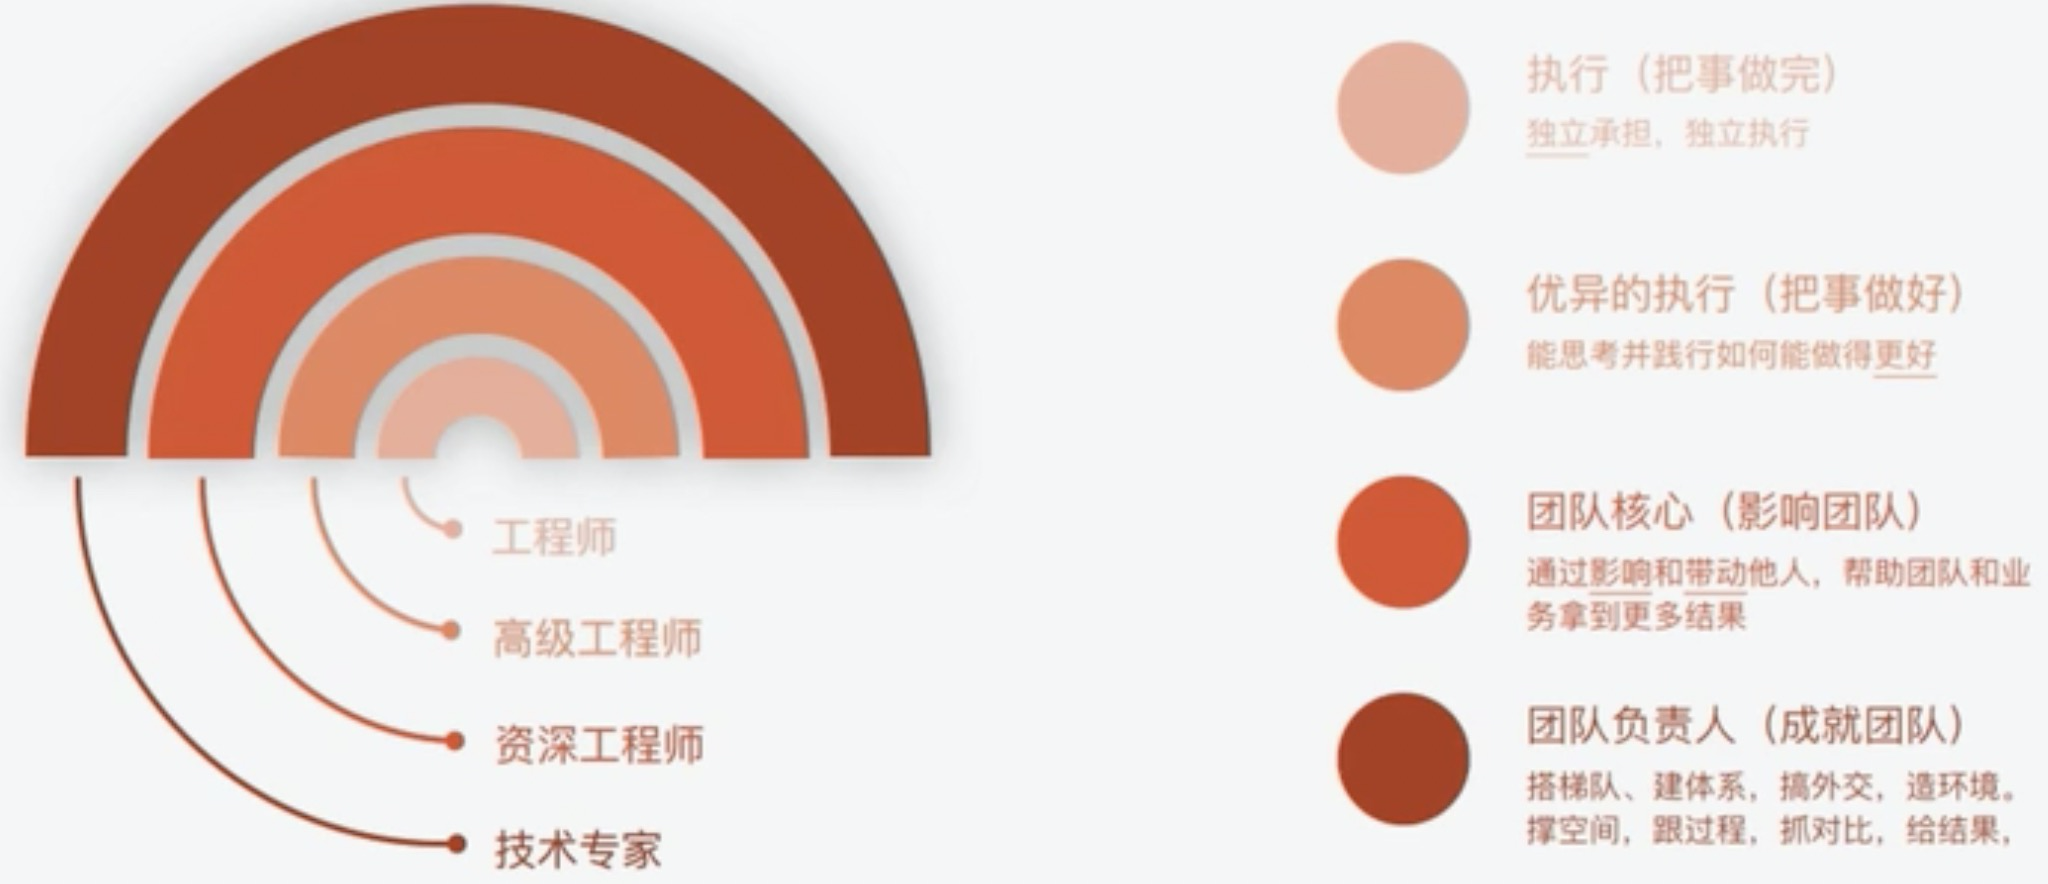 工程师
高级工程师
资深工程师
技术专家
执行（把事做完）
独立承担，独立执行
优异的执行（把事做好）
能思考并践行如何能做得更好
团队核心（影响团队）
通过影响和带动他人，帮助团队和业
务拿到更多结果
团队负责人（成就团队）
搭梯队、建体系，搞外交，造环境。
撑空间，跟过程，抓对比，给结果，